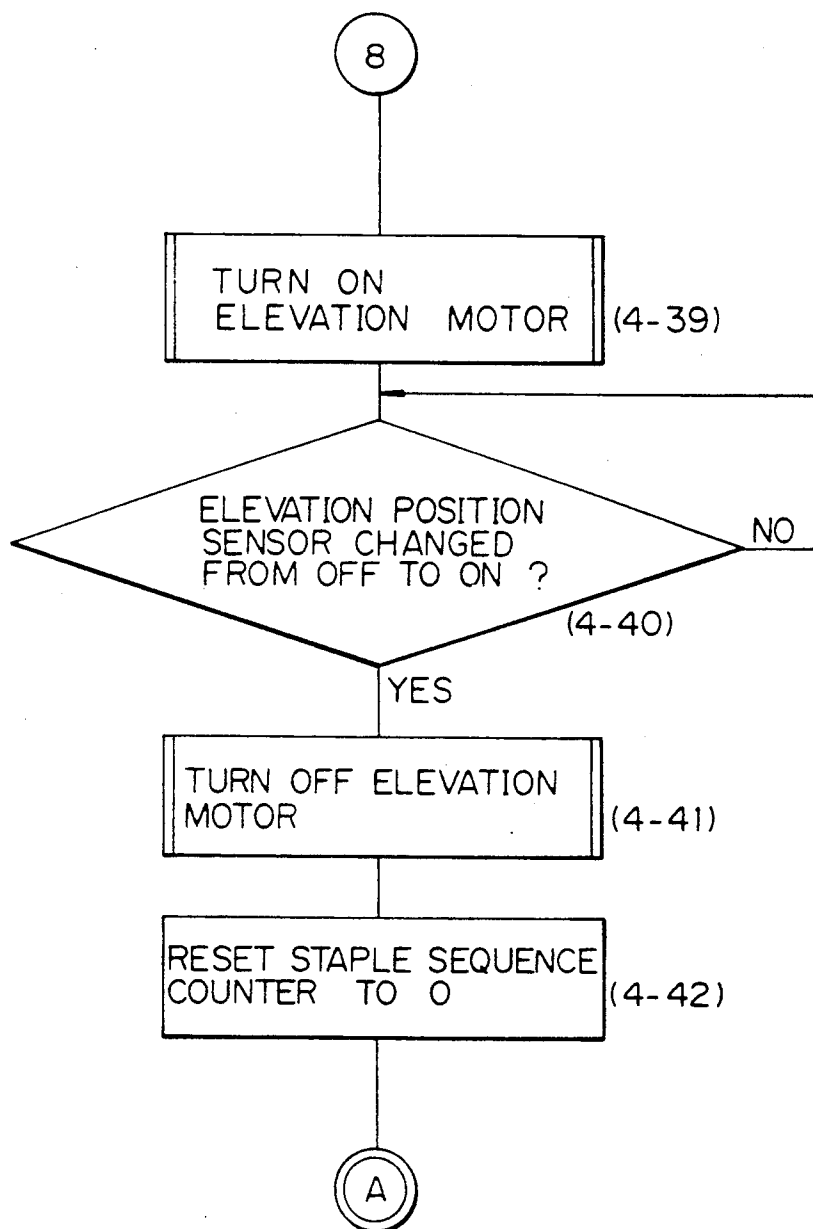 8
TURN ON
ELEVATION MOTOR
(4-39)
ELEVATION POSITION
SENSOR CHANGED
FROM OFF TO ON ?
NO
(4-40)
YES
TURN OFF ELEVATION
MOTOR
(4-41)
RESET STAPLE SEQUENCE
COUNTER TO 0
(4-42)
A